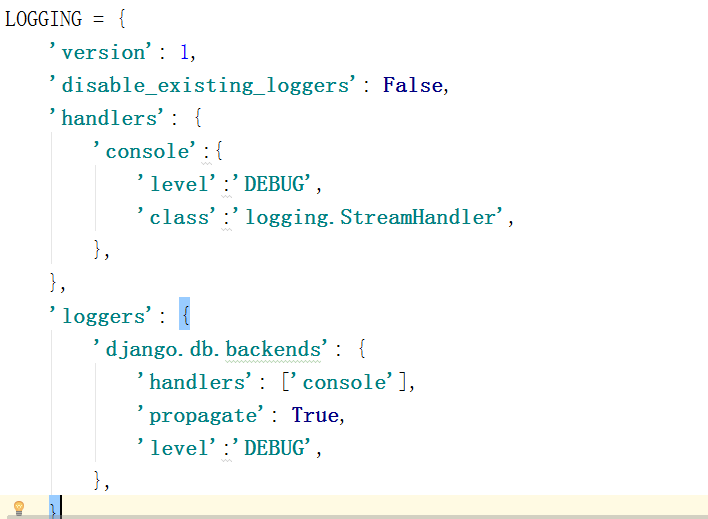 LOGGING = {
    'version': 1,
    'disable_existing_loggers': False,
    'handlers': {
        'console':{
            'level':'DEBUG',
            'class':'logging.StreamHandler',
        },
    },
    'loggers': {
        'django.db.backends': {
            'handlers': ['console'],
            'propagate': True,
            'level':'DEBUG',
        },
    }